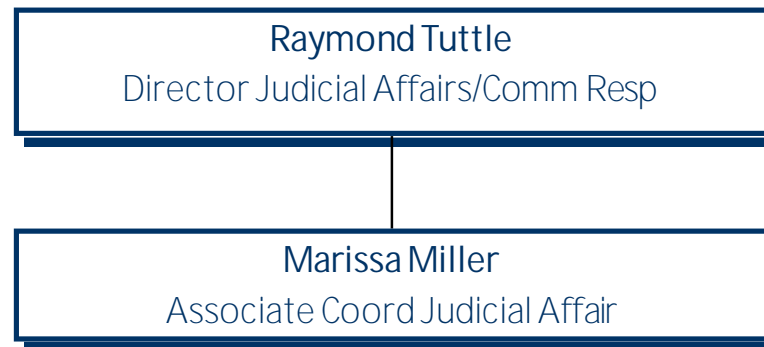 Raymond Tuttle
Director Judicial Affairs/Comm Resp
Marissa Miller
Associate Coord Judicial Affair